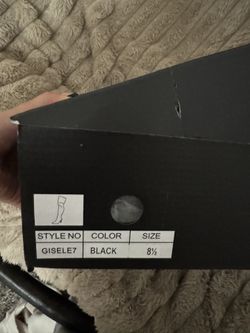 STYLE NO COLOR SIZE
GISELE7 BLACK 8½